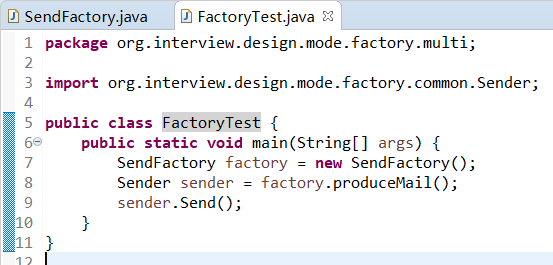 SendFactory.java FactoryTest.java
1 package org.interview.design.mode.factory.multi;
2
3 import org.interview.design.mode.factory.common.Sender;
4
5 public class FactoryTest {
6 public static void main(String[] args) {
7 SendFactory factory = new SendFactory();
8 Sender sender = factory.produceMail();
9 sender.Send();
10 }
11 }
12